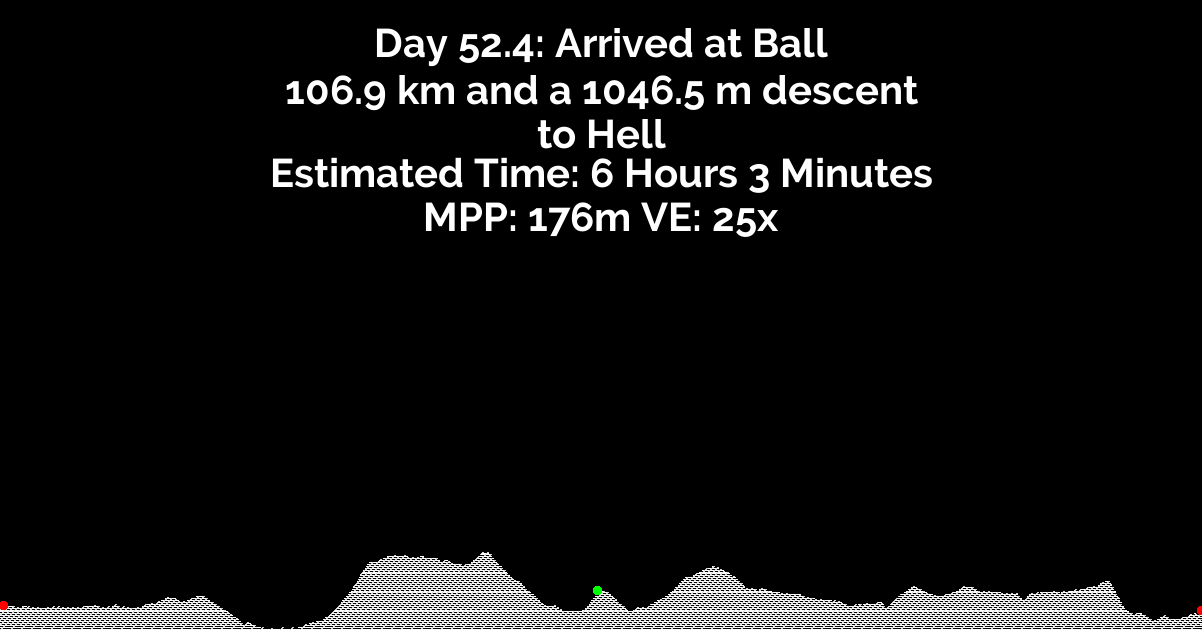 Day 52.4: Arrived at Ball
106.9 km and a 1046.5 m descent
to Hell
Estimated Time: 6 Hours 3 Minutes
MPP: 176m VE: 25x